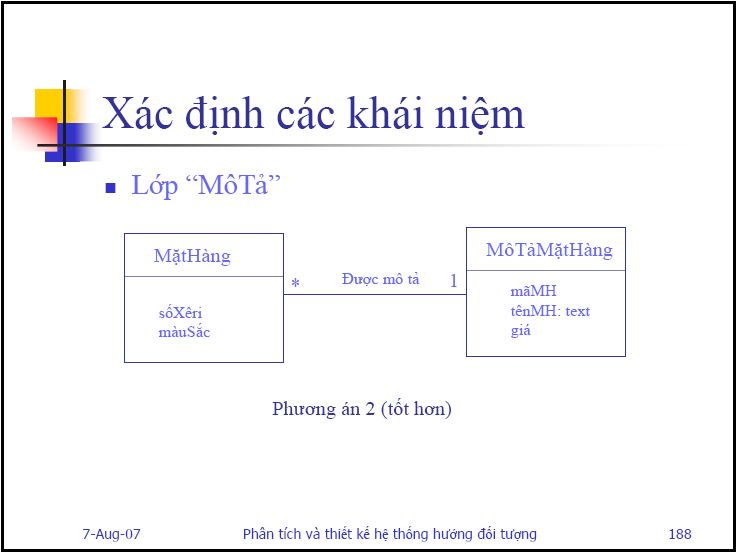 Xác định các khái niệm
Lớp “MôTả”
MặtHàng
sốXêri
màuSắc
* Được mô tả 1
MôTảMặtHàng
mãMH
tênMH: text
giá
Phương án 2 (tốt hơn)
7-Aug-07 Phân tích và thiết kế hệ thống hướng đối tượng 188